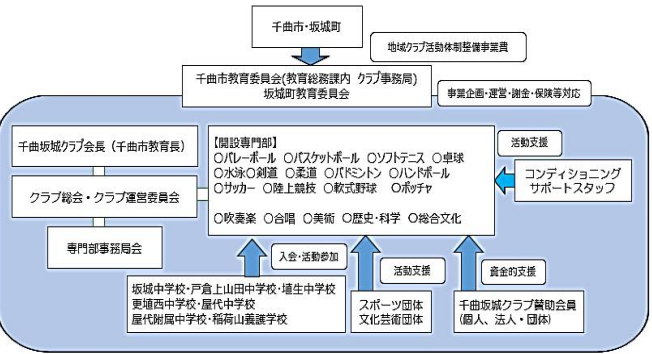 千曲市・坂城町
地域クラブ活動体制整備事業費
千曲市教育委員会(教育総務課内 クラブ事務局)
坂城町教育委員会
事業企画・運営・謝金・保険等対応
千曲坂城クラブ会長（千曲市教育長）
クラブ総会・クラブ運営委員会
専門部事務局会
【開設専門部】
○バレーボール ○バスケットボール ○ソフトテニス ○卓球
○水泳○剣道 ○柔道 ○バドミントン ○ハンドボール
○サッカー ○陸上競技 ○軟式野球 ○ボッチャ
○吹奏楽 ○合唱 ○美術 ○歴史・科学 ○総合文化
活動支援
コンディショニング
サポートスタッフ
入会・活動参加
活動支援
資金的支援
坂城中学校・戸倉上山田中学校・埴生中学校
更埴西中学校・屋代中学校
屋代附属中学校・稲荷山養護学校
スポーツ団体
文化芸術団体
千曲坂城クラブ賛助会員
(個人、法人・団体)